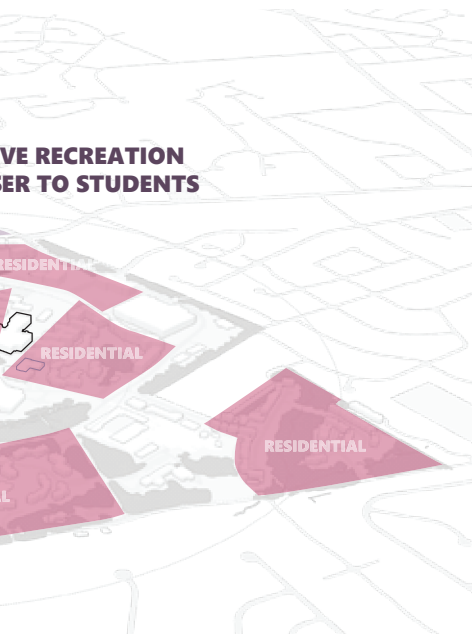 VE RECREATION
SER TO STUDENTS
RESIDENTIAL
RESIDENTIAL
RESIDENTIAL
L